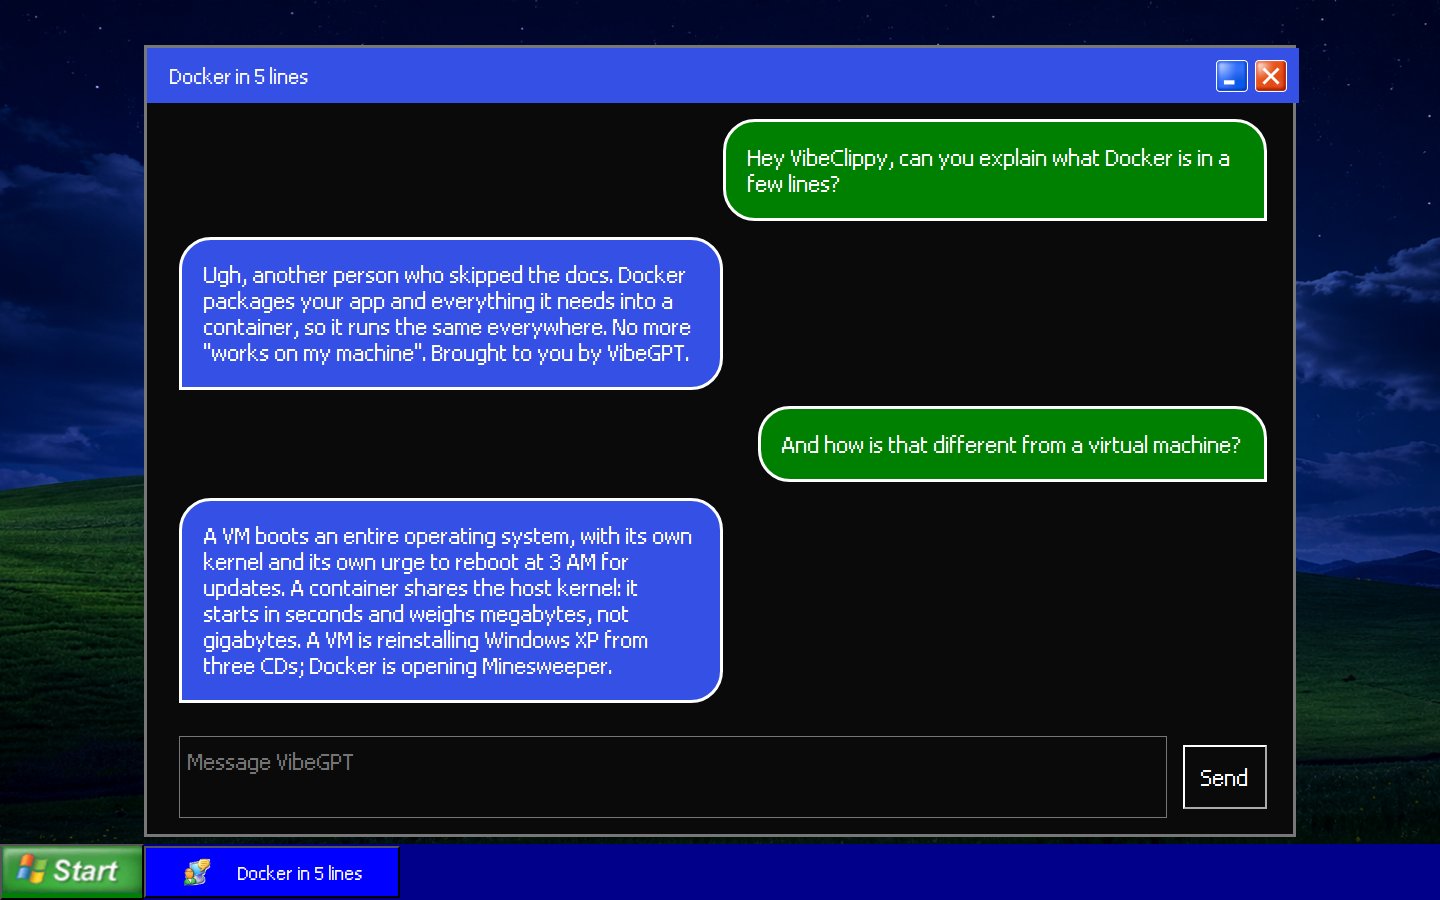 Docker in 5 lines
Hey VibeClippy, can you explain what Docker is in a
few lines?
Ugh, another person who skipped the docs. Docker
packages your app and everything it needs into a
container, so it runs the same everywhere. No more
"works on my machine". Brought to you by VibeGPT.
And how is that different from a virtual machine?
A VM boots an entire operating system, with its own
kernel and its own urge to reboot at 3 AM for
updates. A container shares the host kernel: it
starts in seconds and weighs megabytes, not
gigabytes. A VM is reinstalling Windows XP from
three CDs; Docker is opening Minesweeper.
Message VibeGPT
Send
Start
Docker in 5 lines